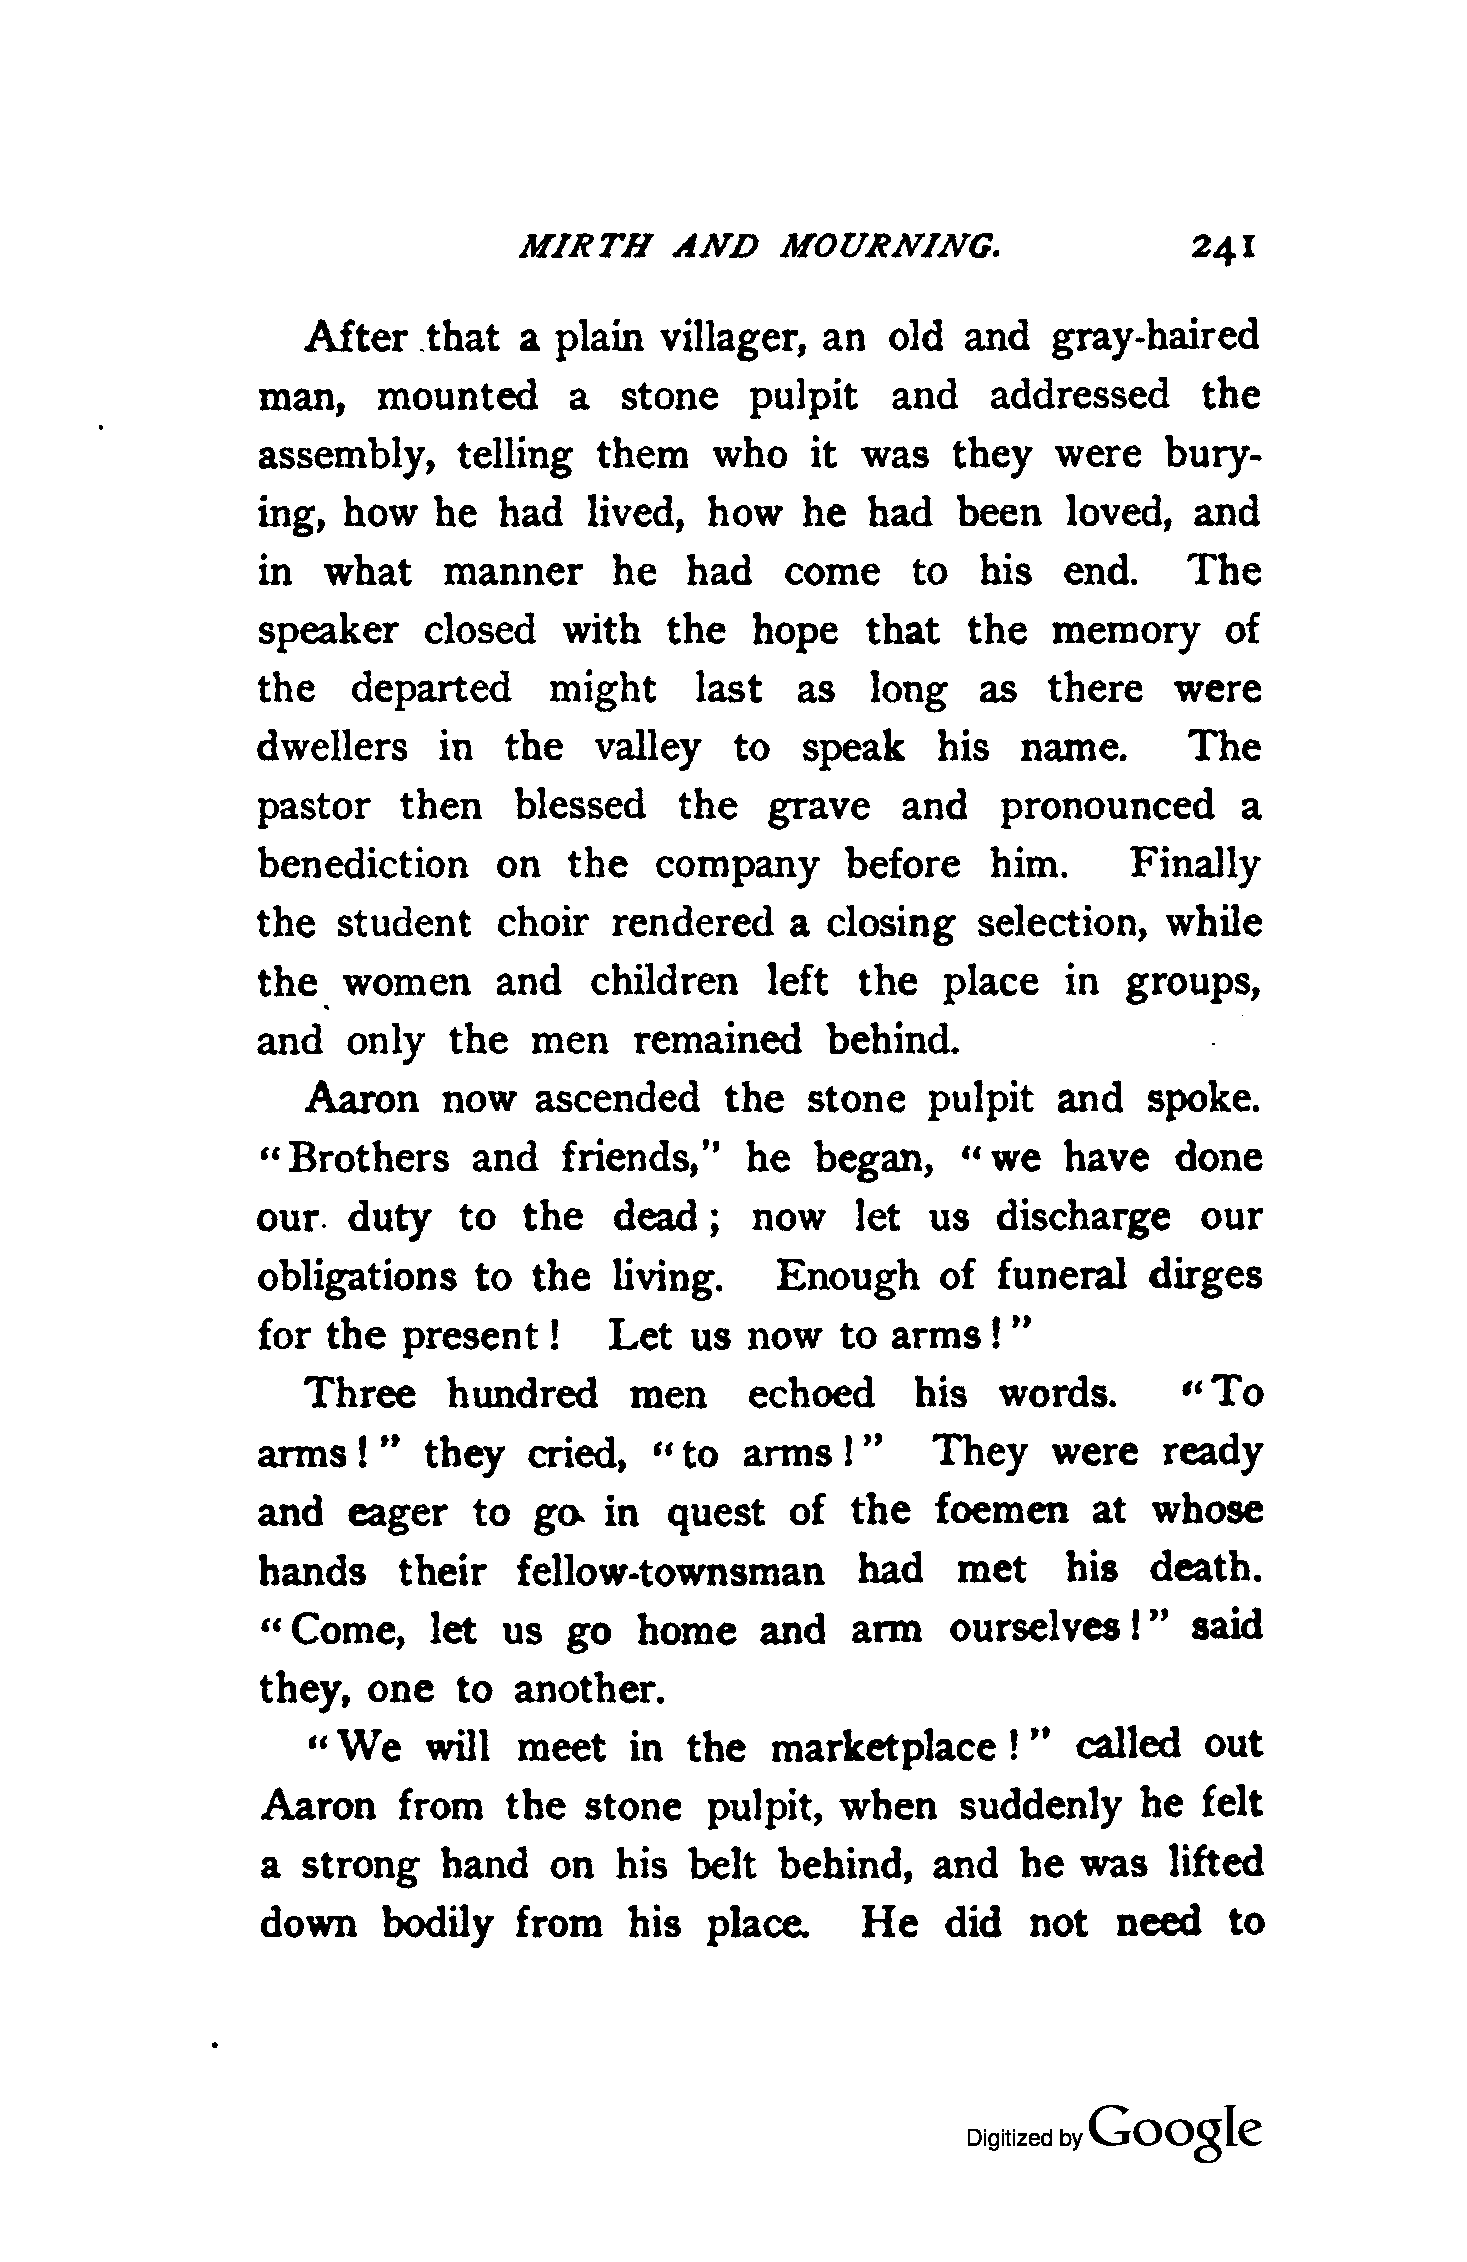 MIRTH AND MOURNING. 241
After that a plain villager, an old and gray-haired
man, mounted a stone pulpit and addressed the
assembly, telling them who it was they were bury-
ing, how he had lived, how he had been loved, and
in what manner he had come to his end. The
speaker closed with the hope that the memory of
the departed might last as long as there were
dwellers in the valley to speak his name. The
pastor then blessed the grave and pronounced a
benediction on the company before him. Finally
the student choir rendered a closing selection, while
the women and children left the place in groups,
and only the men remained behind.
Aaron now ascended the stone pulpit and spoke.
"Brothers and friends," he began, "we have done
our duty to the dead; now let us discharge our
obligations to the living. Enough of funeral dirges
for the present! Let us now to arms!"
Three hundred men echoed his words. "To
arms!" they cried, "to arms!" They were ready
and eager to go in quest of the foemen at whose
hands their fellow-townsman had met his death.
"Come, let us go home and arm ourselves!" said
they, one to another.
"We will meet in the marketplace!" called out
Aaron from the stone pulpit, when suddenly he felt
a strong hand on his belt behind, and he was lifted
down bodily from his place. He did not need to
Digitized by Google